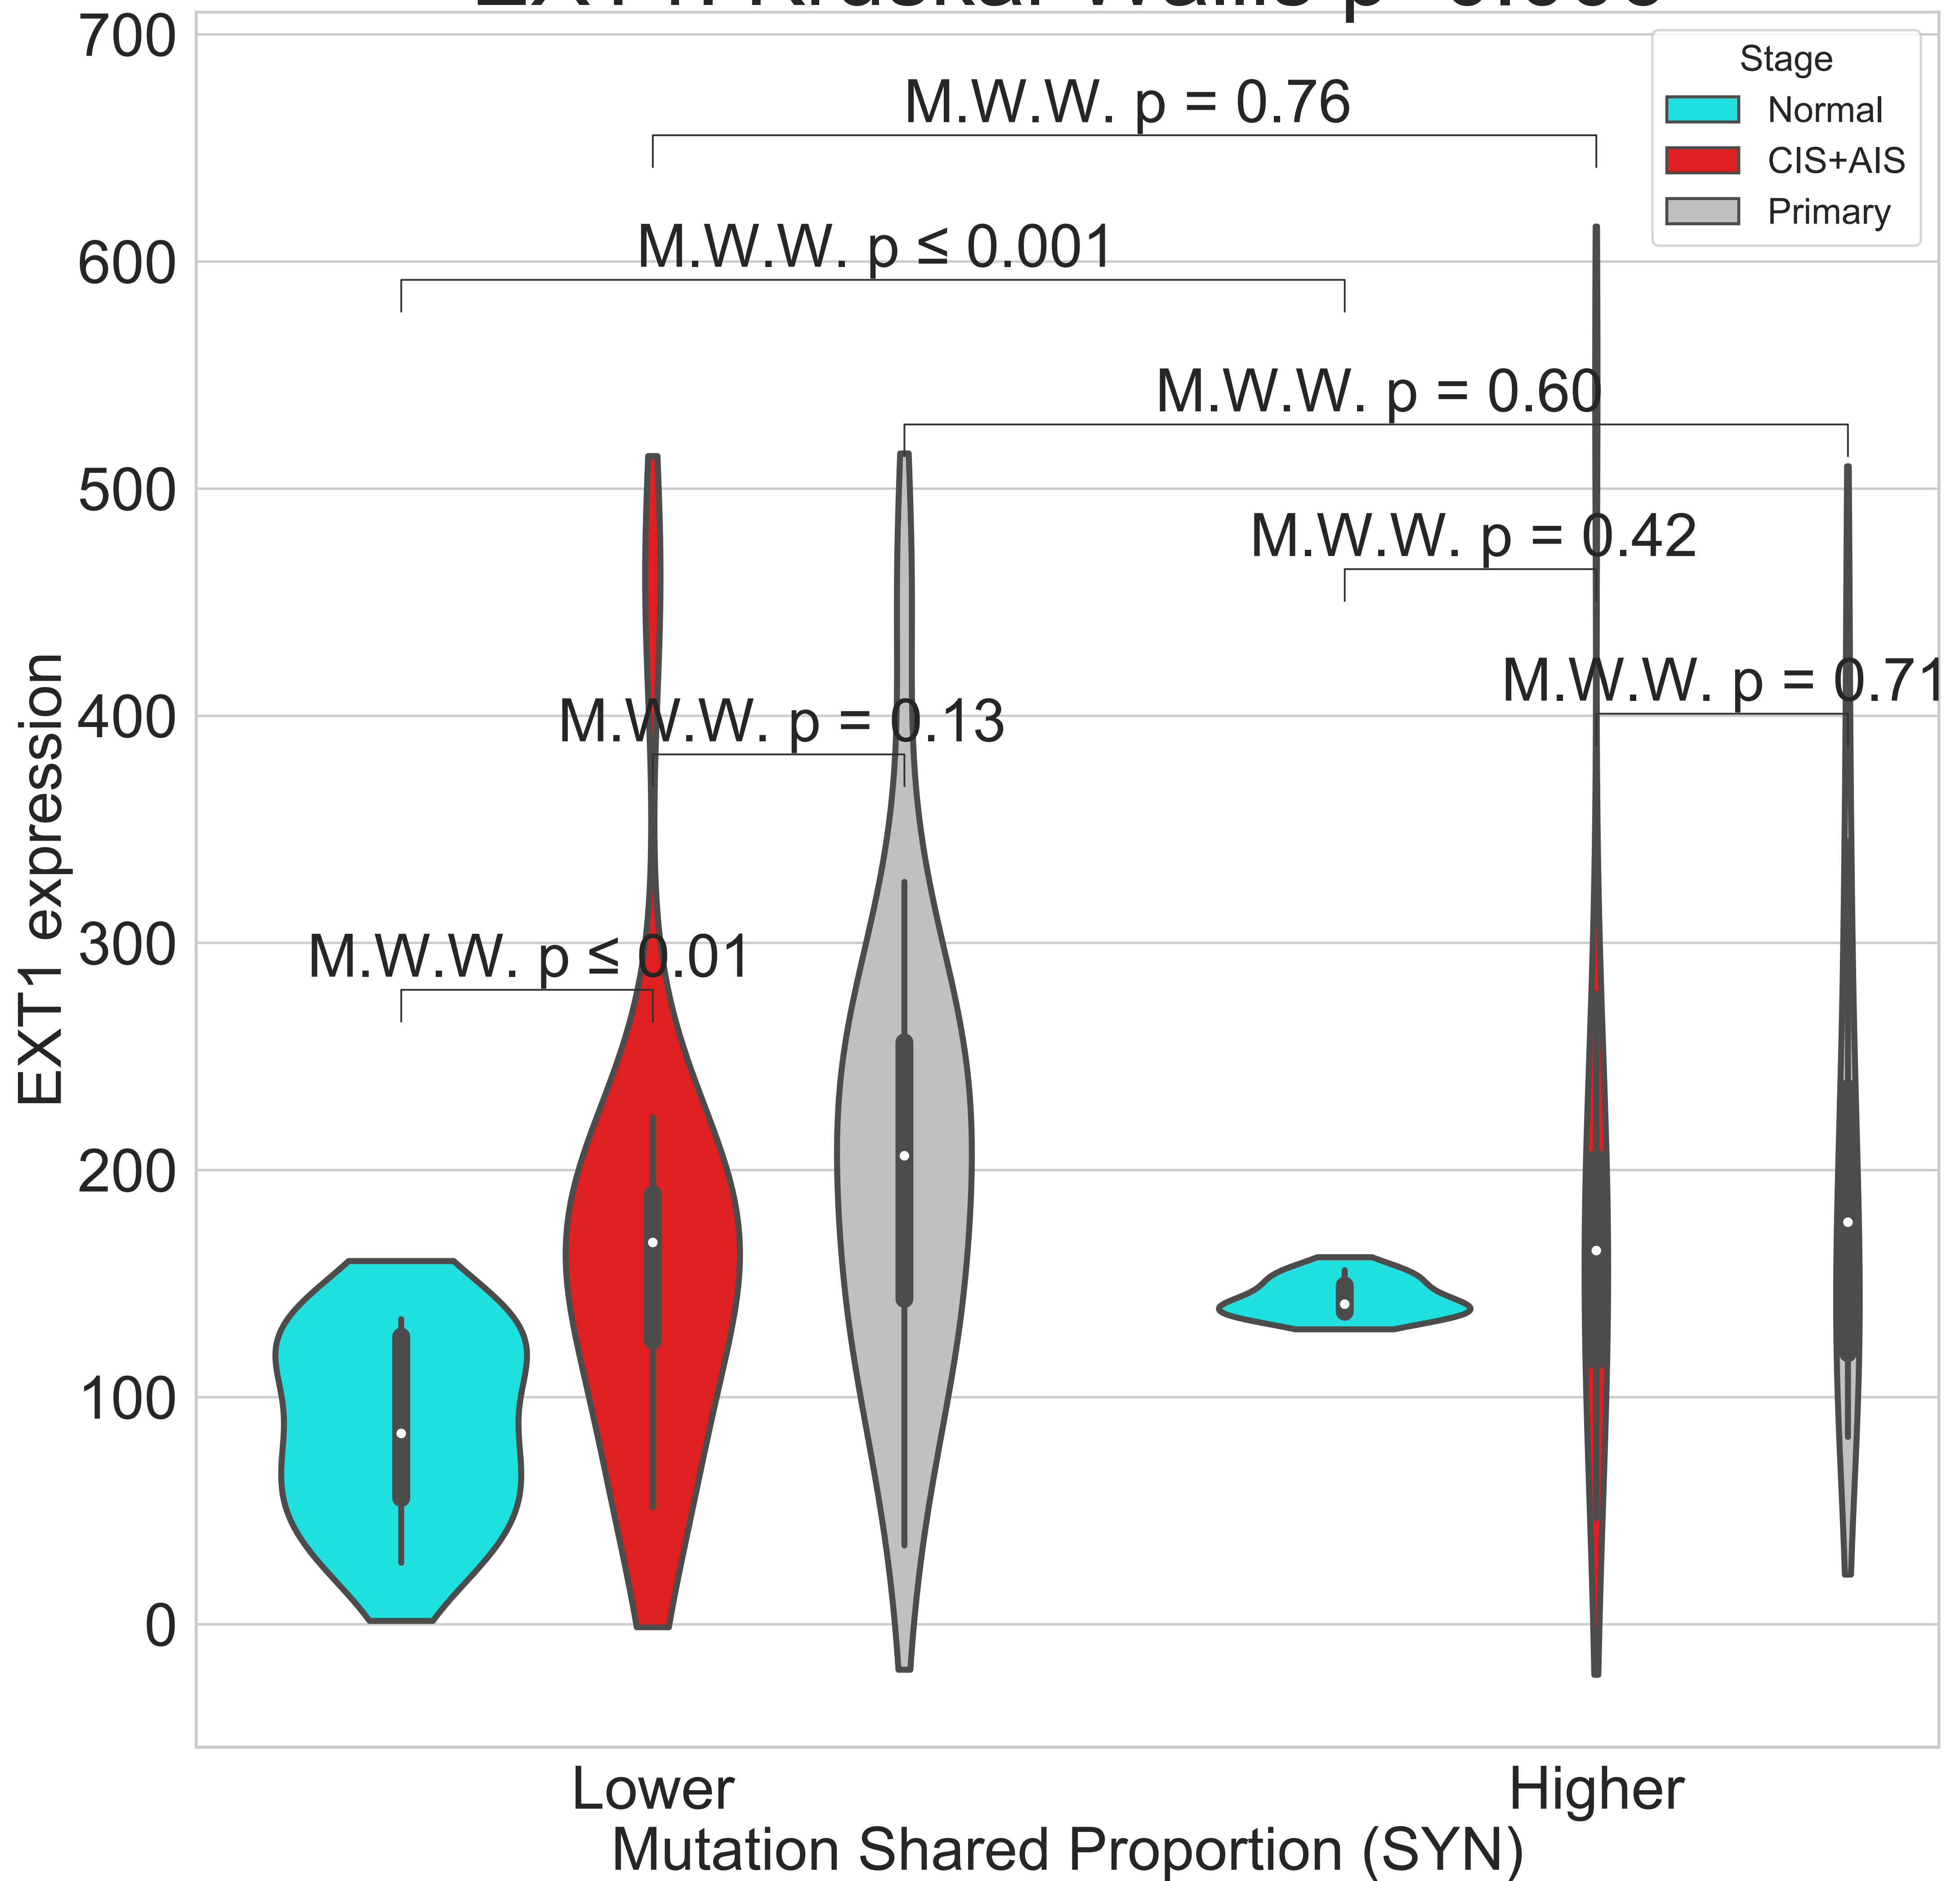 700
Stage
Normal
CIS+AIS
Primary
M.W.W. p = 0.76
600
M.W.W. p ≤ 0.001
M.W.W. p = 0.60
500
M.W.W. p = 0.42
M.W.W. p = 0.71
400
M.W.W. p = 0.13
EXT1 expression
300
M.W.W. p ≤ 0.01
200
100
0
Lower
Higher
Mutation Shared Proportion (SYN)